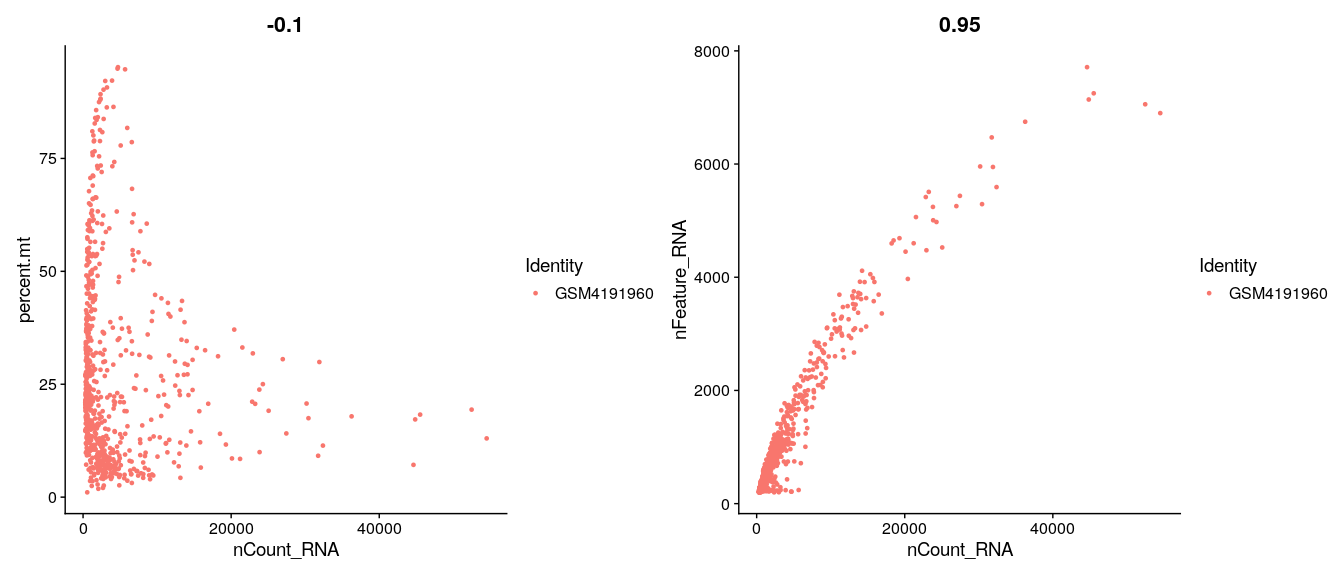 -0.1
percent.mt
75
50
25
0
0 20000 40000
nCount_RNA
Identity
GSM4191960
0.95
nFeature_RNA
8000
6000
4000
2000
0
0 20000 40000
nCount_RNA
Identity
GSM4191960